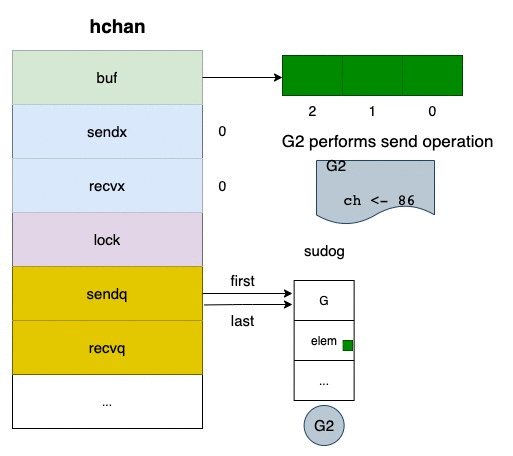 hchan
buf
2 1 0
sendx 0
G2 performs send operation
G2
recvx 0
ch <- 86
lock
sudog
sendq
first
last
G
recvq
elem
...
...
G2